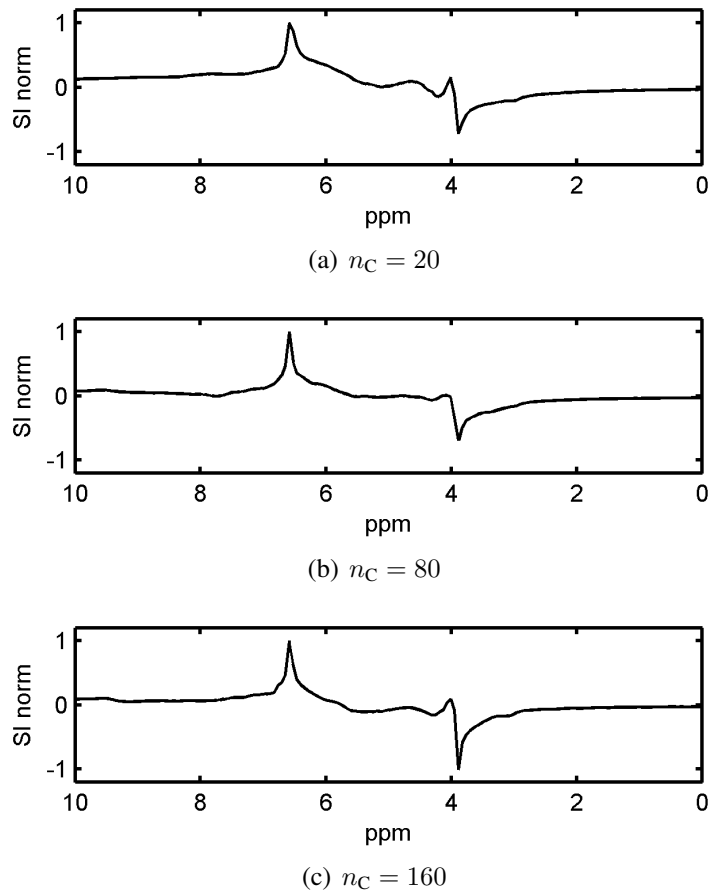 1
0
-1
SI norm
10 8 6 4 2 0
ppm
(a) n_C = 20
1
0
-1
SI norm
10 8 6 4 2 0
ppm
(b) n_C = 80
1
0
-1
SI norm
10 8 6 4 2 0
ppm
(c) n_C = 160